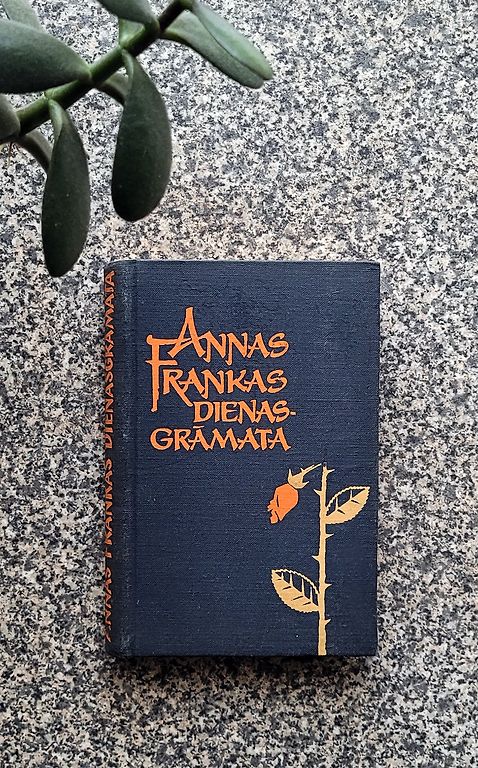 ANNAS
FRANKAS
DIENAS-
GRĀMATA
ANNAS FRANKAS DIENASGRĀMATA